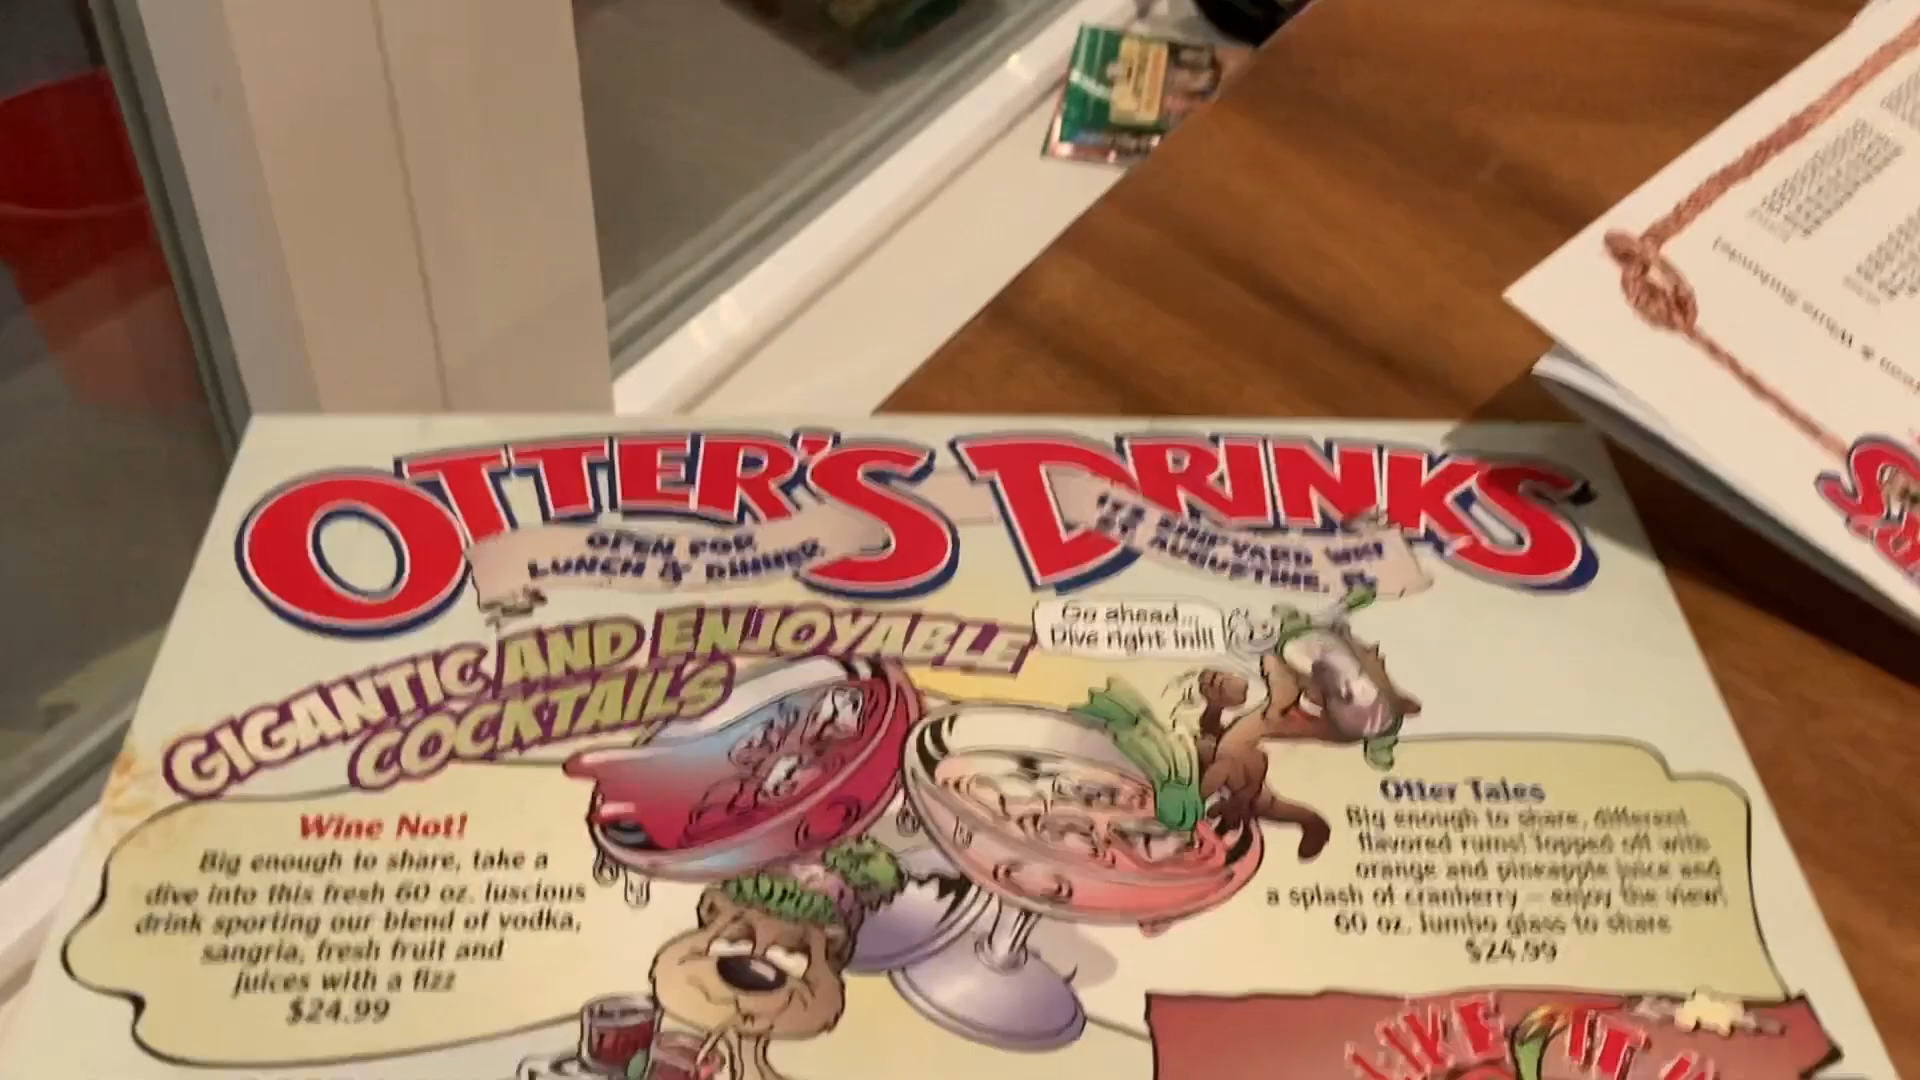 OTTER'S DRINKS
OPEN FOR
LUNCH & DINNER
SHIPYARD WAY
ST AUGUSTINE, FL
GIGANTIC AND ENJOYABLE
COCKTAILS
Go ahead...
Dive right in!!!
Wine Not!
Big enough to share, take a
dive into this fresh 60 oz. luscious
drink sporting our blend of vodka,
sangria, fresh fruit and
juices with a fizz
$24.99
Otter Tales
Big enough to share, different
flavored rums! Topped off with
orange and pineapple juice and
a splash of cranberry – enjoy the view!
60 oz. Jumbo glass to share
$24.99
LIKE IT